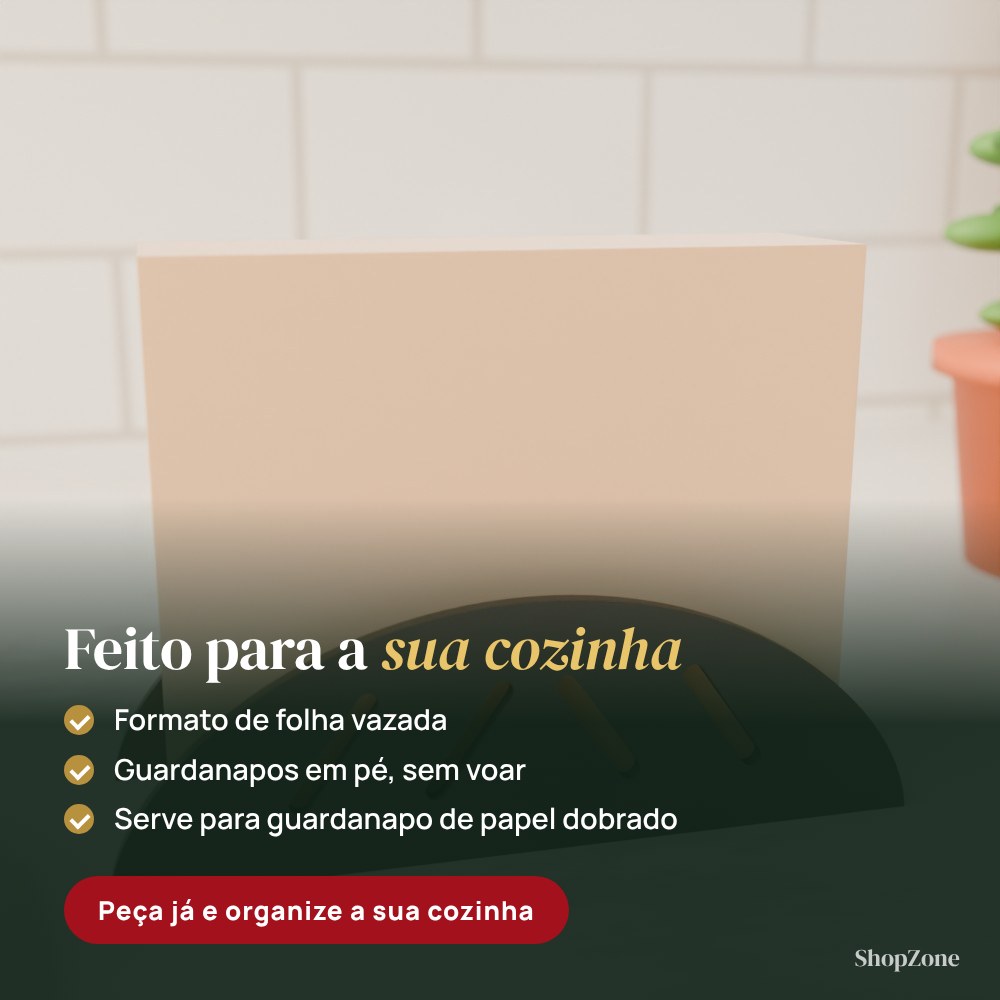 Feito para a sua cozinha
Formato de folha vazada
Guardanapos em pé, sem voar
Serve para guardanapo de papel dobrado
Peça já e organize a sua cozinha
ShopZone